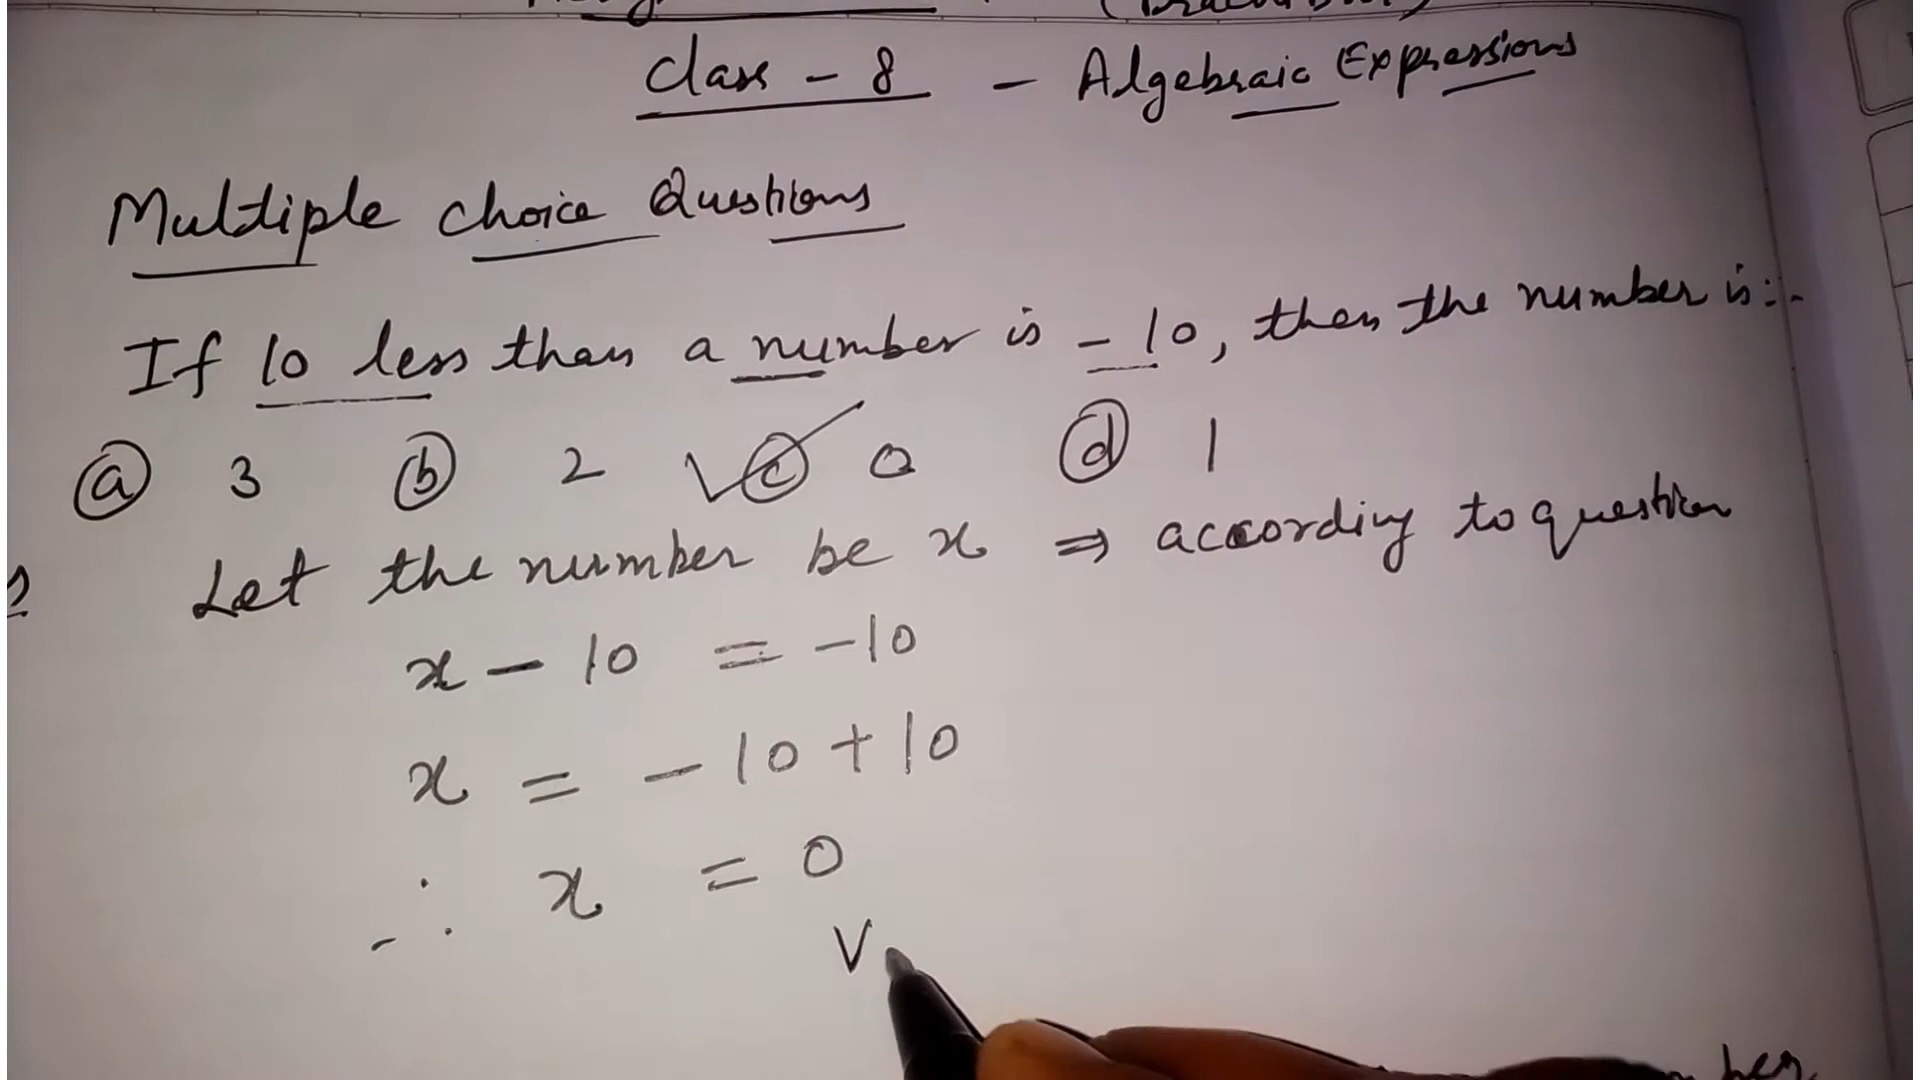 Class - 8 - Algebraic Expressions
Multiple choice Questions
If 10 less than a number is - 10, then the number is :-
(a) 3 (b) 2 ✓(c) 0 (d) 1
Let the number be x ⇒ according to question
x - 10 = -10
x = - 10 + 10
∴ x = 0
V